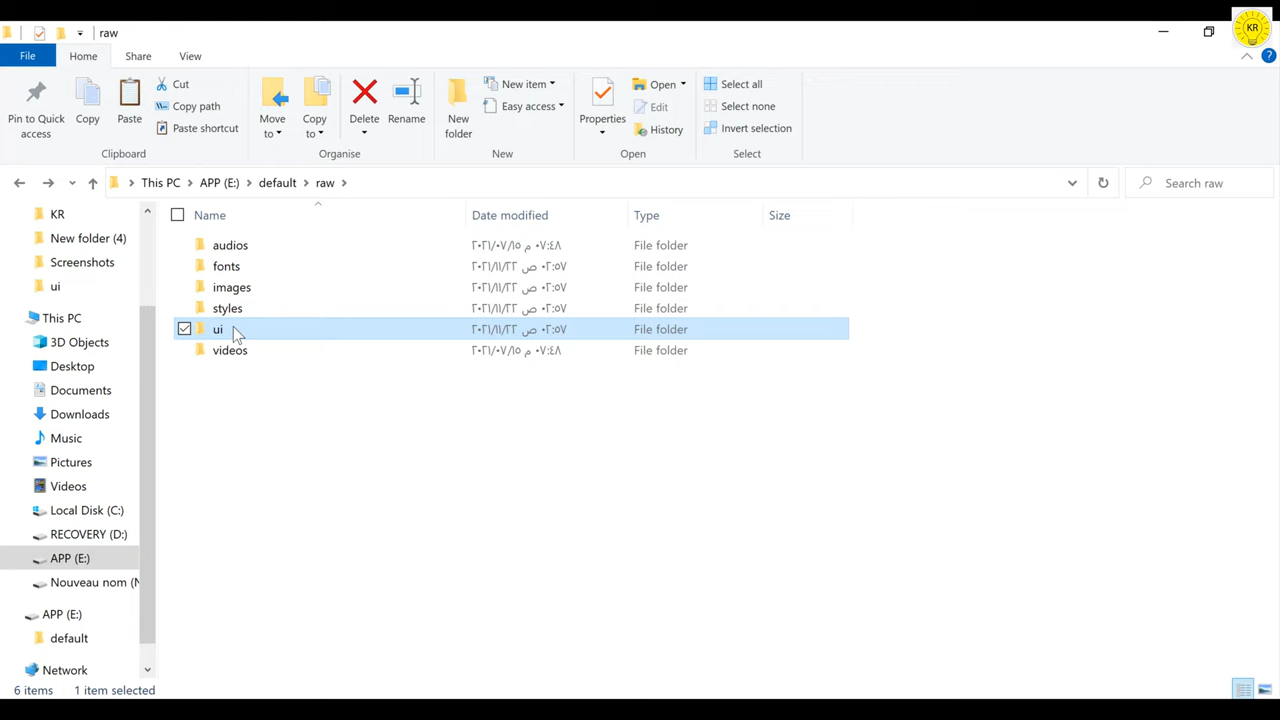 raw
KR
File Home Share View
Pin to Quick access
Copy
Paste
Cut
Copy path
Paste shortcut
Clipboard
Move to
Copy to
Delete
Rename
Organise
New folder
New item
Easy access
New
Properties
Open
Edit
History
Open
Select all
Select none
Invert selection
Select
This PC > APP (E:) > default > raw >
Search raw
KR
New folder (4)
Screenshots
ui
This PC
3D Objects
Desktop
Documents
Downloads
Music
Pictures
Videos
Local Disk (C:)
RECOVERY (D:)
APP (E:)
Nouveau nom (N
APP (E:)
default
Network
Name Date modified Type Size
audios ٢٠٢١/٠٧/١٥ م ٠٧:٤٨ File folder
fonts ٢٠٢١/١١/٢٣ ص ٠٢:٥٧ File folder
images ٢٠٢١/١١/٢٣ ص ٠٢:٥٧ File folder
styles ٢٠٢١/١١/٢٣ ص ٠٢:٥٧ File folder
ui ٢٠٢١/١١/٢٣ ص ٠٢:٥٧ File folder
videos ٢٠٢١/٠٧/١٥ م ٠٧:٤٨ File folder
6 items 1 item selected